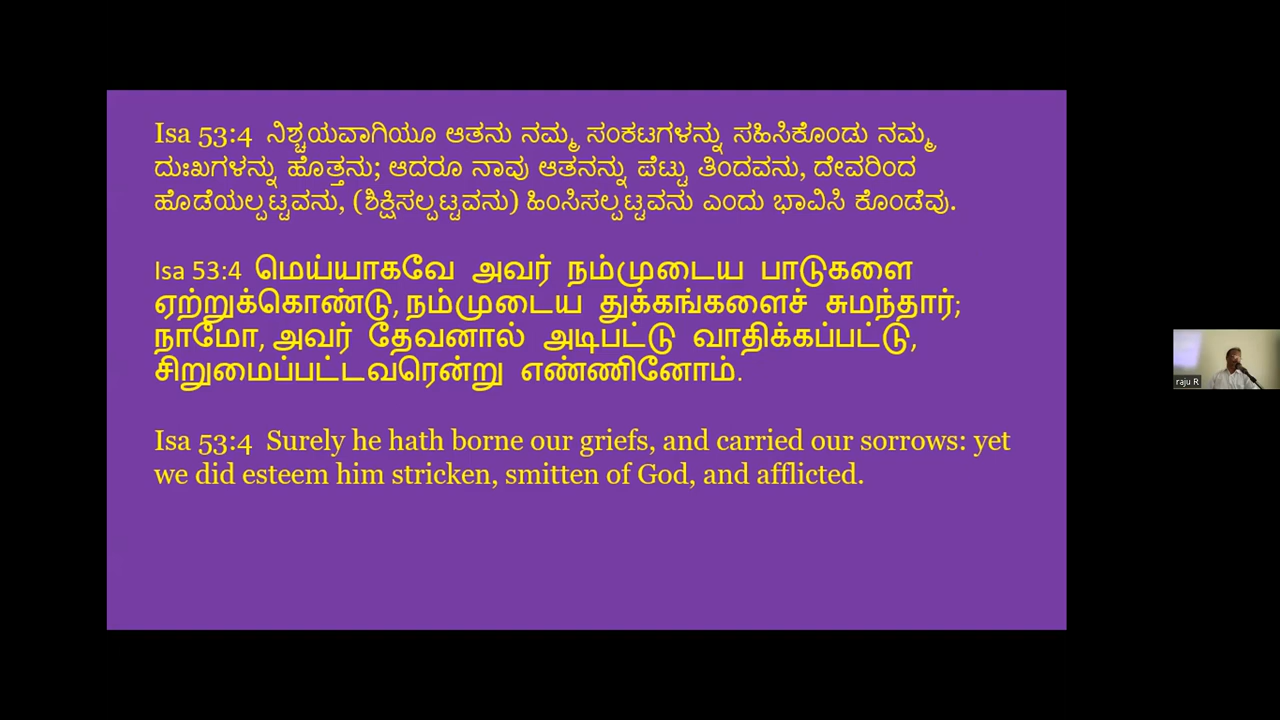 Isa 53:4 ನಿಶ್ಚಯವಾಗಿಯೂ ಆತನು ನಮ್ಮ ಸಂಕಟಗಳನ್ನು ಸಹಿಸಿಕೊಂಡು ನಮ್ಮ
ದುಃಖಗಳನ್ನು ಹೊತ್ತನು; ಆದರೂ ನಾವು ಆತನನ್ನು ಪೆಟ್ಟು ತಿಂದವನು, ದೇವರಿಂದ
ಹೊಡೆಯಲ್ಪಟ್ಟವನು, (ಶಿಕ್ಷಿಸಲ್ಪಟ್ಟವನು) ಹಿಂಸಿಸಲ್ಪಟ್ಟವನು ಎಂದು ಭಾವಿಸಿ ಕೊಂಡೆವು.
Isa 53:4 மெய்யாகவே அவர் நம்முடைய பாடுகளை
ஏற்றுக்கொண்டு, நம்முடைய துக்கங்களைச் சுமந்தார்;
நாமோ, அவர் தேவனால் அடிபட்டு வாதிக்கப்பட்டு,
சிறுமைப்பட்டவரென்று எண்ணினோம்.
Isa 53:4 Surely he hath borne our griefs, and carried our sorrows: yet
we did esteem him stricken, smitten of God, and afflicted.
raju R